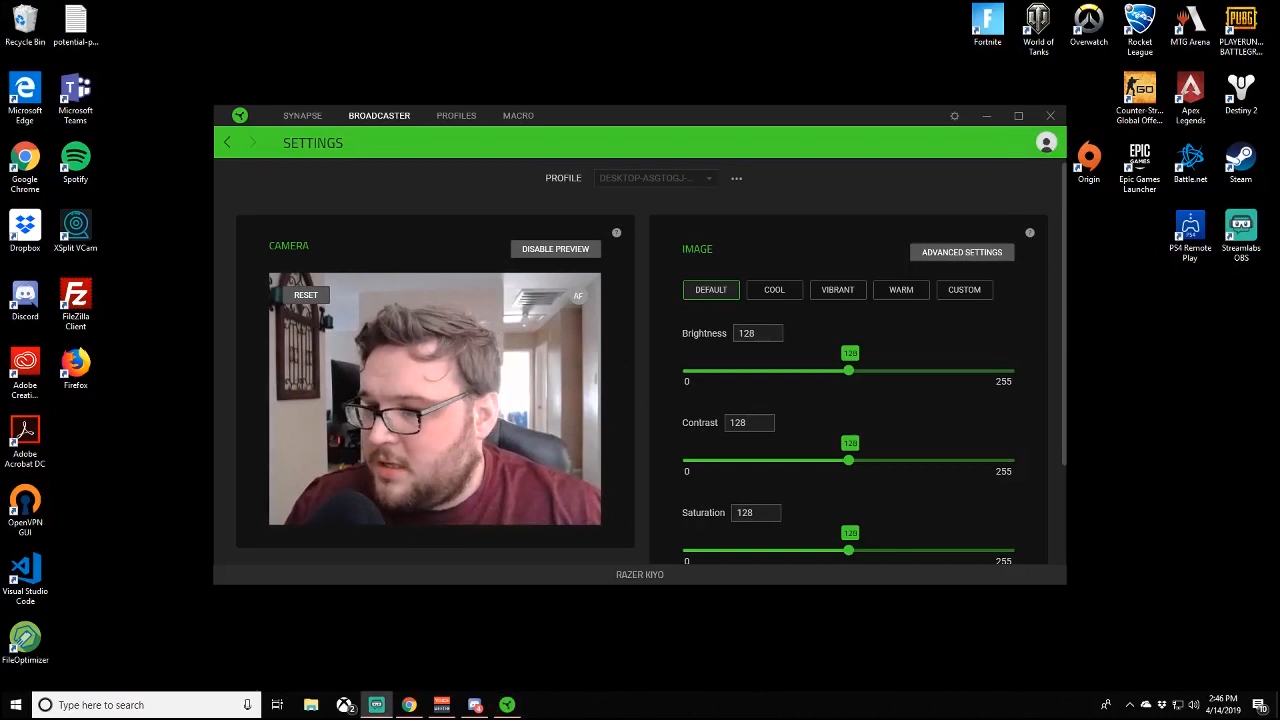 Recycle Bin
potential-p...
Microsoft Edge
Microsoft Teams
Google Chrome
Spotify
Dropbox
XSplit VCam
Discord
FileZilla Client
Adobe Creati...
Firefox
Adobe Acrobat DC
OpenVPN GUI
Visual Studio Code
FileOptimizer
Fortnite
World of Tanks
Overwatch
Rocket League
MTG Arena
PLAYERUN... BATTLEGR...
Counter-Str... Global Offe...
Apex Legends
Destiny 2
Origin
Epic Games Launcher
Battle.net
Steam
PS4 Remote Play
Streamlabs OBS
SYNAPSE BROADCASTER PROFILES MACRO
SETTINGS
PROFILE DESKTOP-ASGTOGJ-...
CAMERA
DISABLE PREVIEW
RESET
AF
IMAGE
ADVANCED SETTINGS
DEFAULT COOL VIBRANT WARM CUSTOM
Brightness 128
128
0 255
Contrast 128
128
0 255
Saturation 128
128
0 255
RAZER KIYO
Type here to search
2:46 PM
4/14/2019